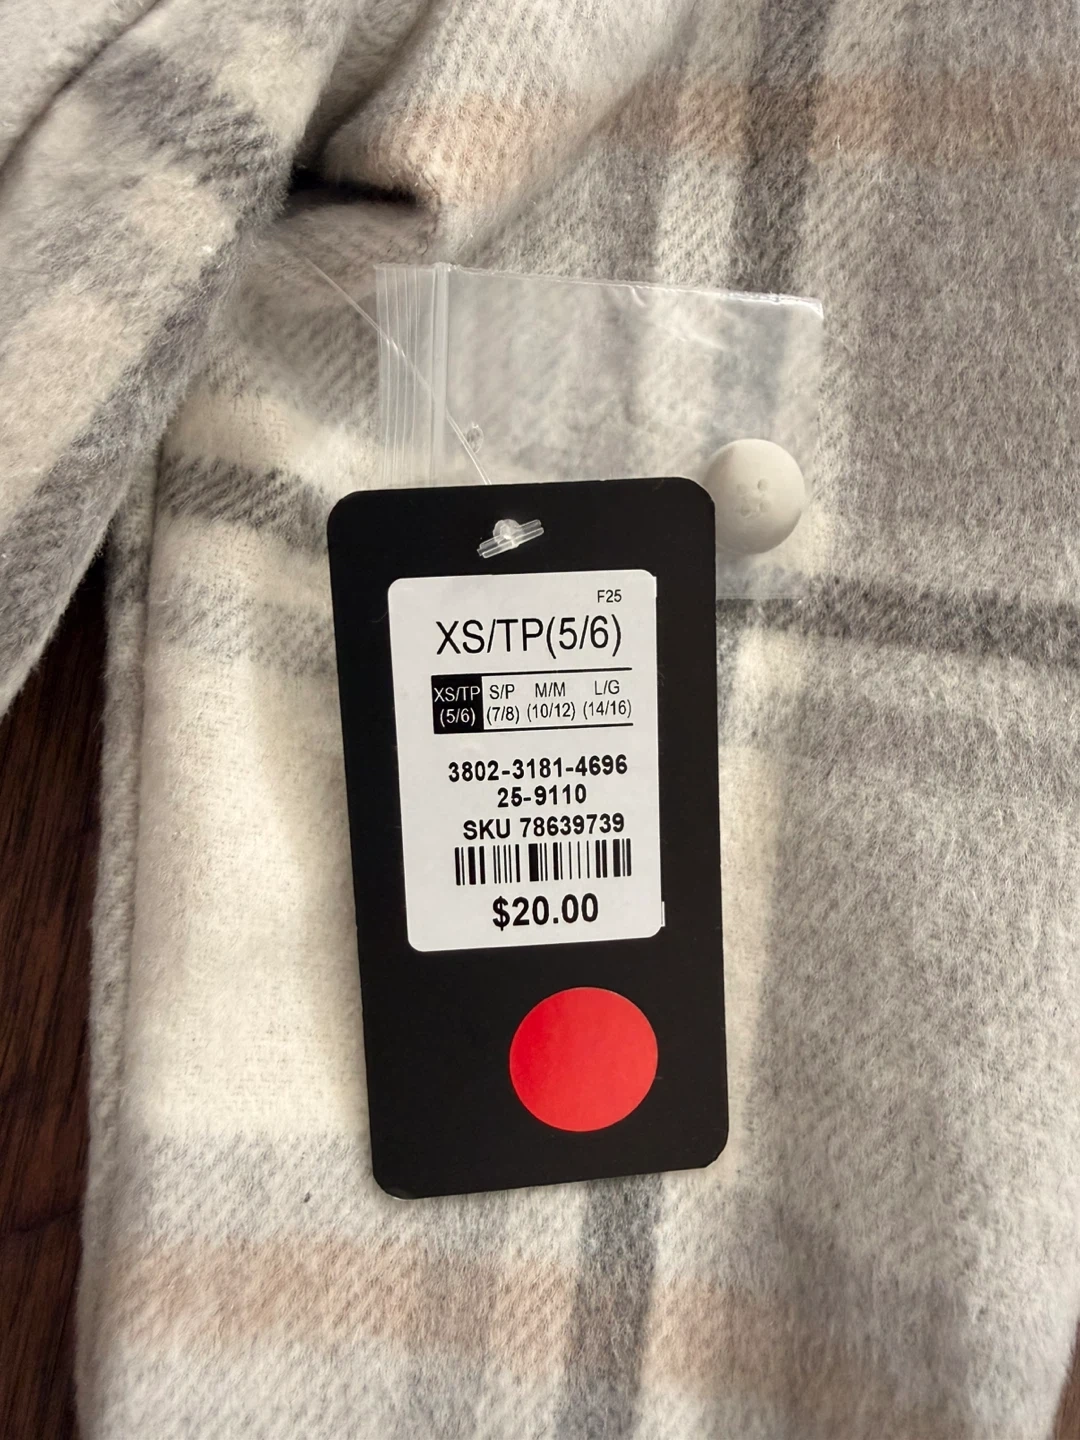 F25
XS/TP(5/6)
XS/TP S/P M/M L/G
(5/6) (7/8) (10/12) (14/16)
3802-3181-4696
25-9110
SKU 78639739
$20.00